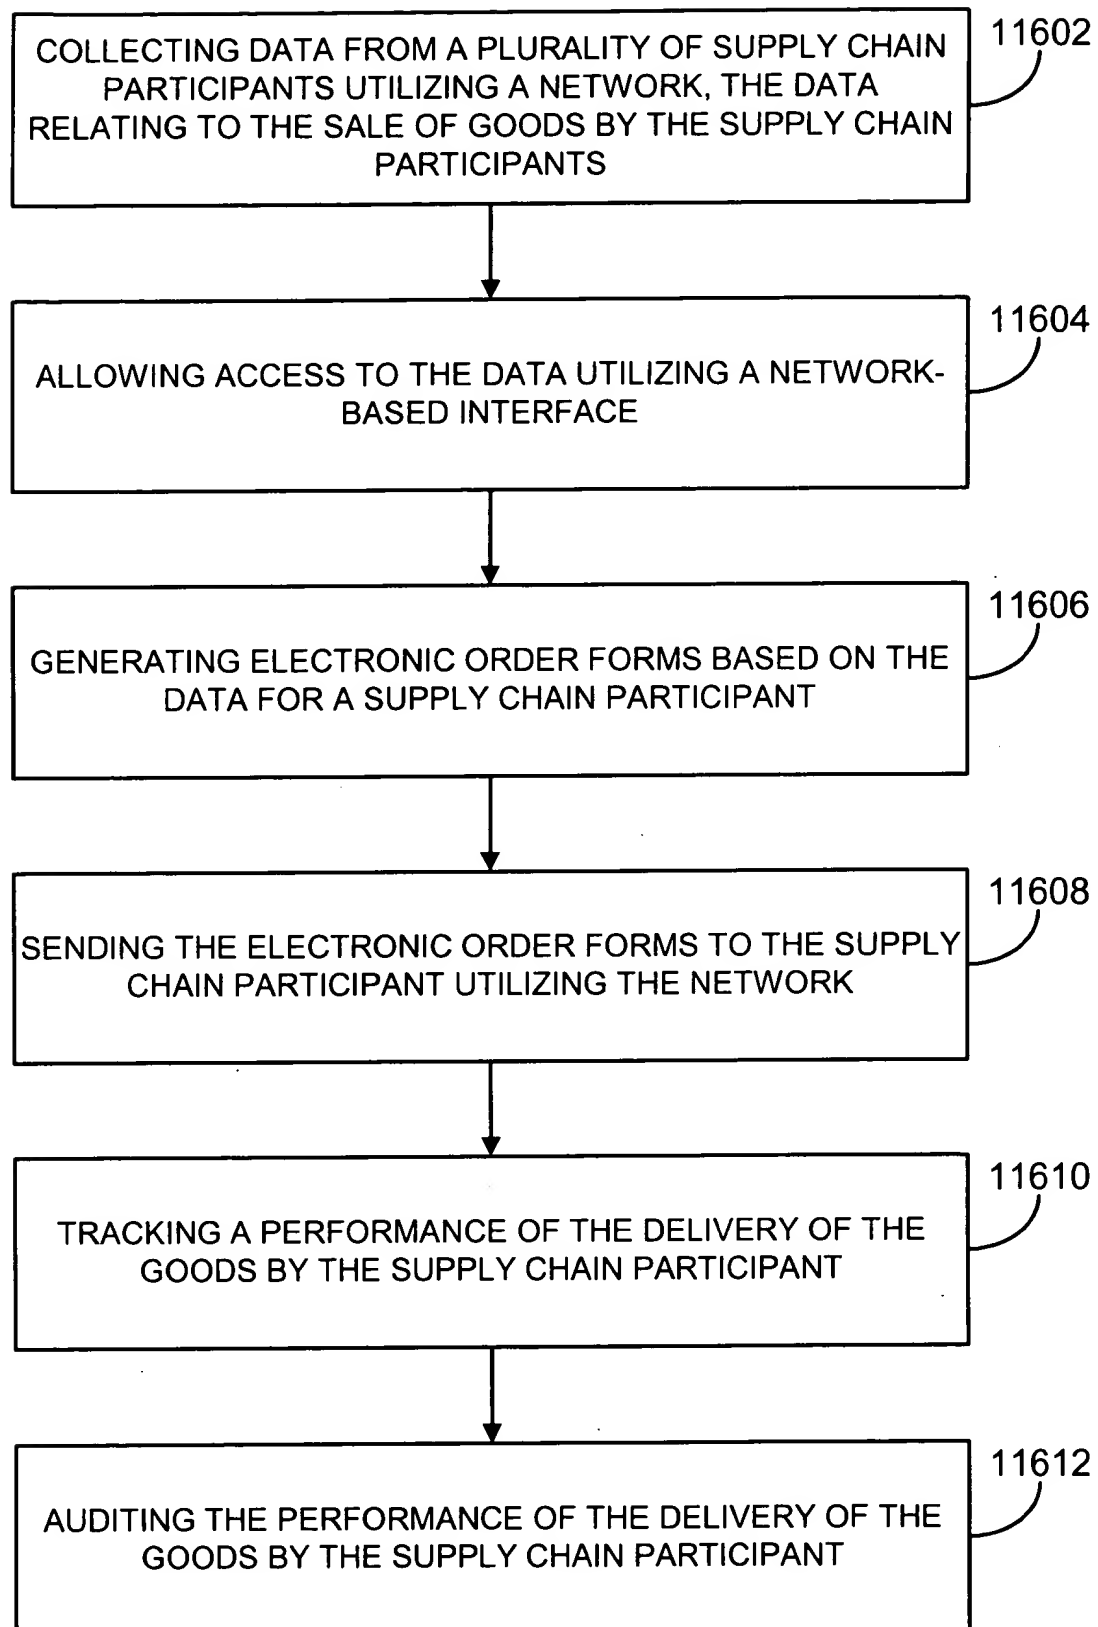 COLLECTING DATA FROM A PLURALITY OF SUPPLY CHAIN
PARTICIPANTS UTILIZING A NETWORK, THE DATA
RELATING TO THE SALE OF GOODS BY THE SUPPLY CHAIN
PARTICIPANTS
11602
ALLOWING ACCESS TO THE DATA UTILIZING A NETWORK-
BASED INTERFACE
11604
GENERATING ELECTRONIC ORDER FORMS BASED ON THE
DATA FOR A SUPPLY CHAIN PARTICIPANT
11606
SENDING THE ELECTRONIC ORDER FORMS TO THE SUPPLY
CHAIN PARTICIPANT UTILIZING THE NETWORK
11608
TRACKING A PERFORMANCE OF THE DELIVERY OF THE
GOODS BY THE SUPPLY CHAIN PARTICIPANT
11610
AUDITING THE PERFORMANCE OF THE DELIVERY OF THE
GOODS BY THE SUPPLY CHAIN PARTICIPANT
11612